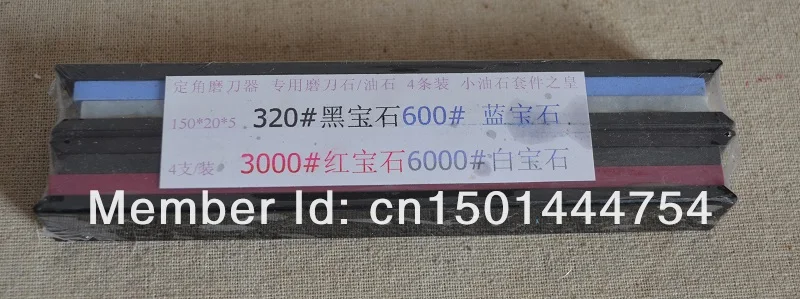 定角磨刀器 专用磨刀石/油石 4条装 小油石套件之皇
150*20*5 320#黑宝石600# 蓝宝石
4支/装 3000#红宝石6000#白宝石
Member Id: cn1501444754